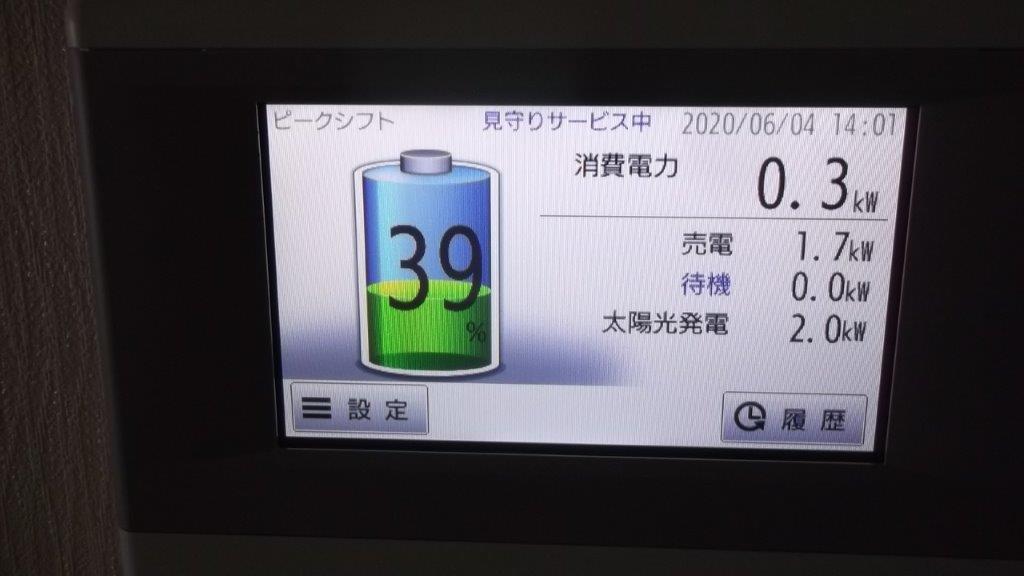 ピークシフト 見守りサービス中 2020/06/04 14:01
消費電力 0.3kW
39%
売電 1.7kW
待機 0.0kW
太陽光発電 2.0kW
設定 履歴